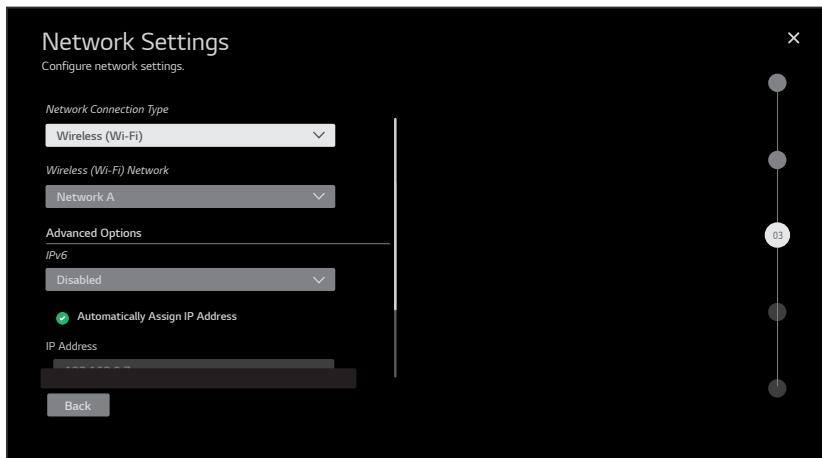 Network Settings
Configure network settings.
Network Connection Type
Wireless (Wi-Fi)
Wireless (Wi-Fi) Network
Network A
Advanced Options
IPv6
Disabled
Automatically Assign IP Address
IP Address
Back
03